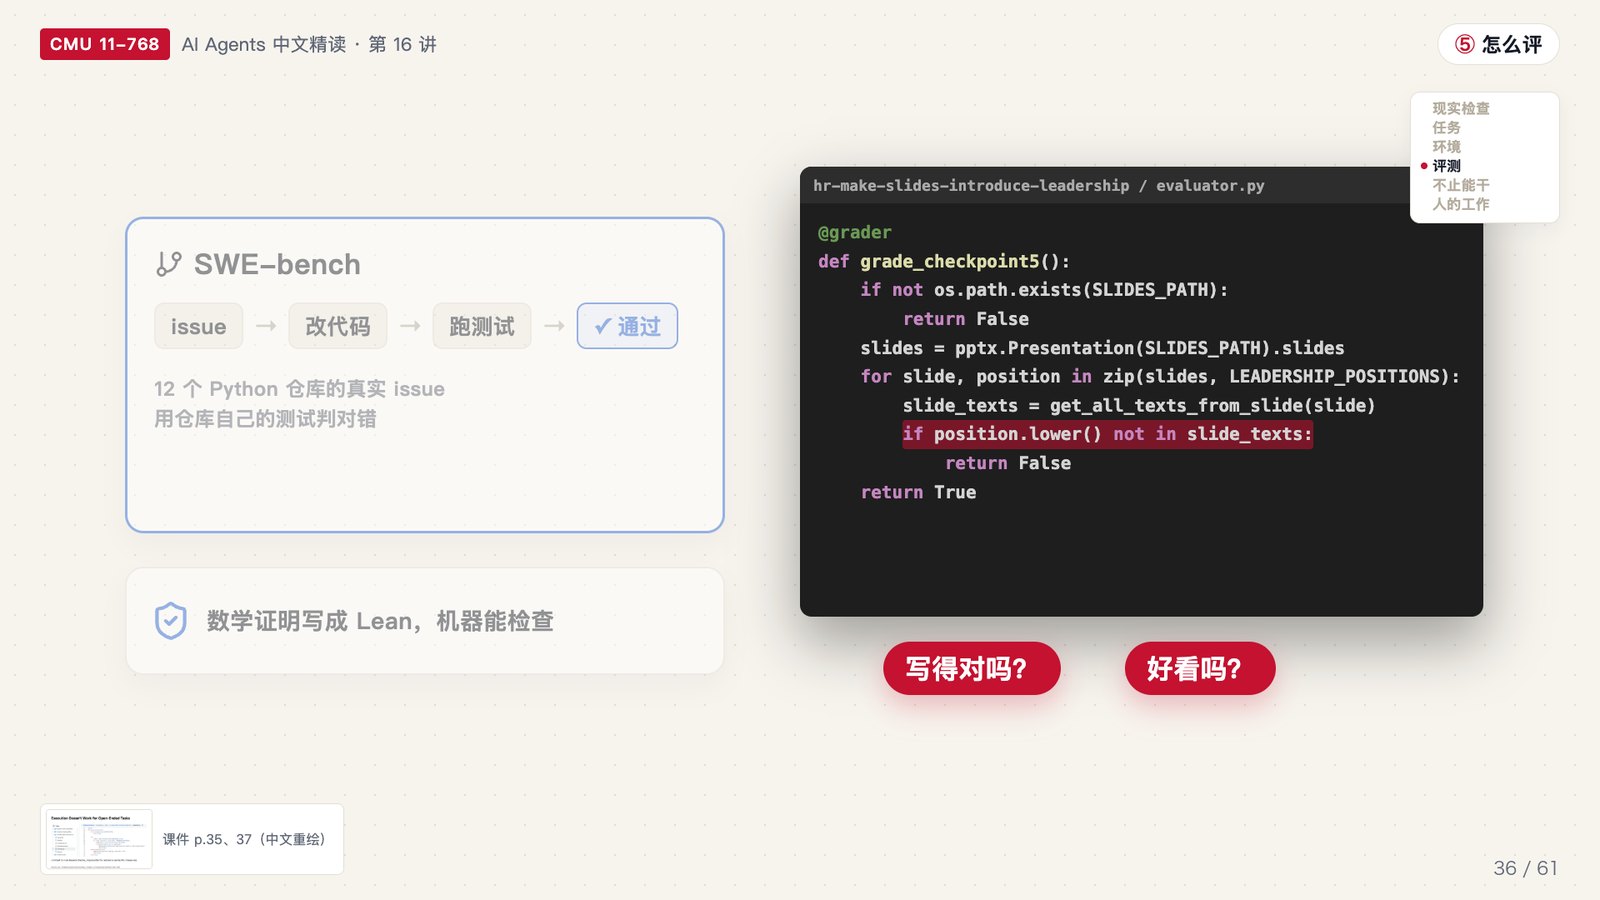 CMU 11-768 AI Agents 中文精读 · 第 16 讲
⑤ 怎么评
现实检查
任务
环境
评测
不止能干
人的工作
SWE-bench
issue → 改代码 → 跑测试 → ✓ 通过
12 个 Python 仓库的真实 issue
用仓库自己的测试判对错
数学证明写成 Lean，机器能检查
hr-make-slides-introduce-leadership / evaluator.py
@grader
def grade_checkpoint5():
    if not os.path.exists(SLIDES_PATH):
        return False
    slides = pptx.Presentation(SLIDES_PATH).slides
    for slide, position in zip(slides, LEADERSHIP_POSITIONS):
        slide_texts = get_all_texts_from_slide(slide)
        if position.lower() not in slide_texts:
            return False
    return True
写得对吗？
好看吗？
Execution Doesn't Work for Open Ended Tasks
课件 p.35、37（中文重绘）
36 / 61